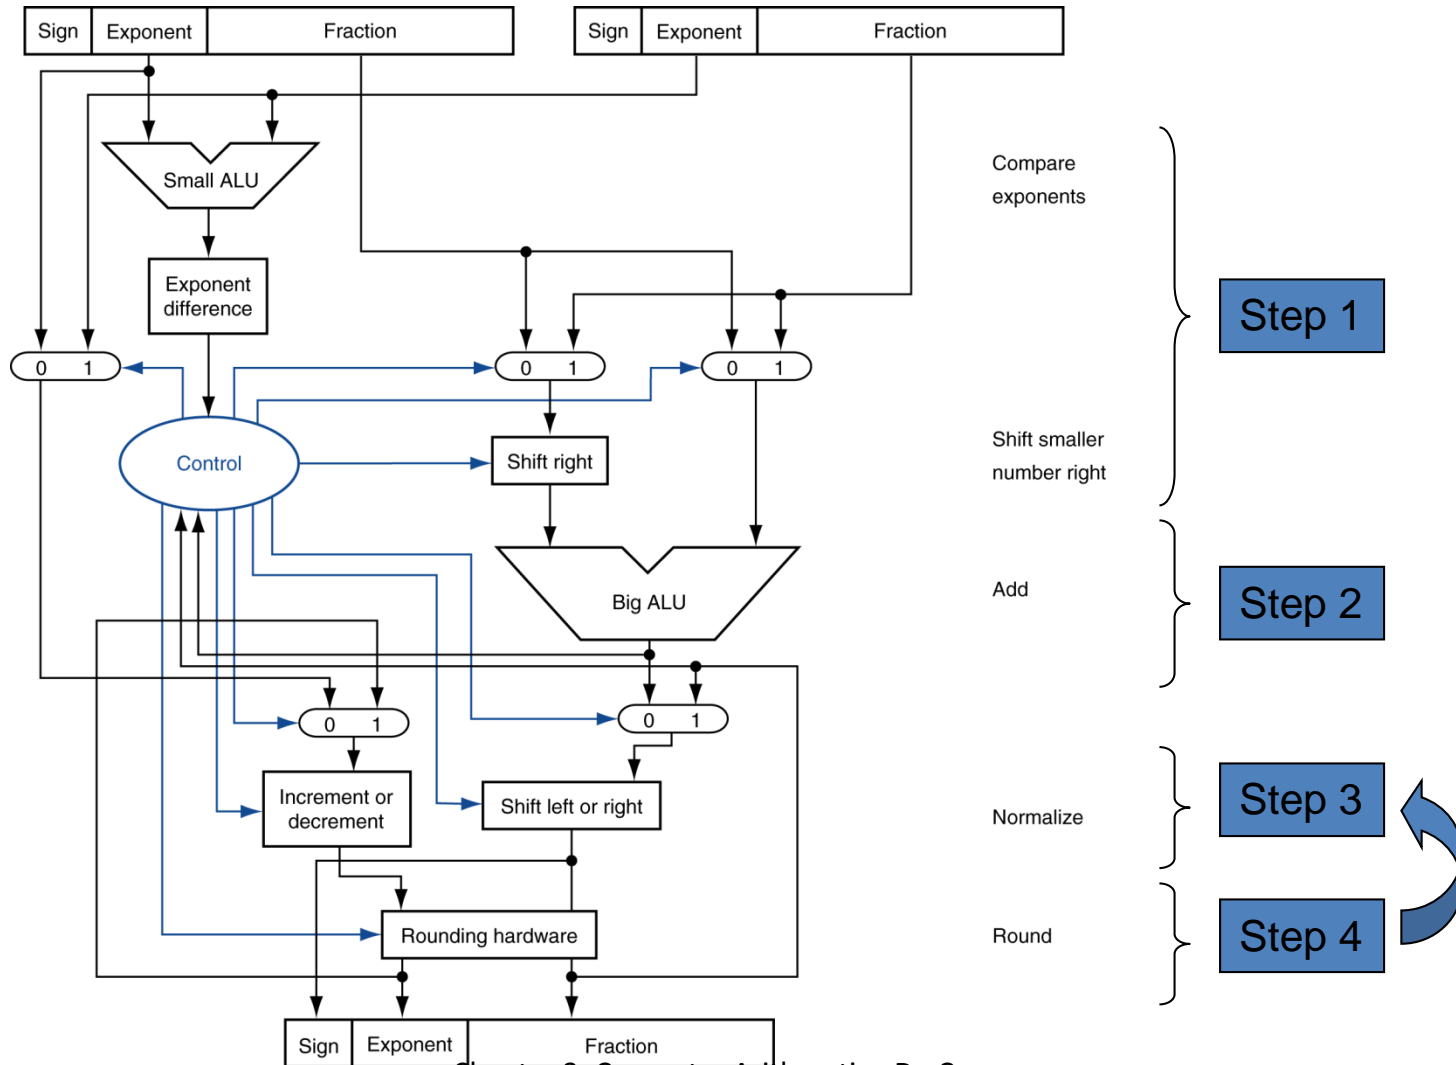 Sign Exponent Fraction Sign Exponent Fraction
Small ALU
Compare
exponents
Exponent
difference
Step 1
0 1 0 1 0 1
Control
Shift right
Shift smaller
number right
Big ALU
Add
Step 2
0 1 0 1
Increment or
decrement
Shift left or right
Normalize
Step 3
Rounding hardware
Round
Step 4
Sign Exponent Fraction